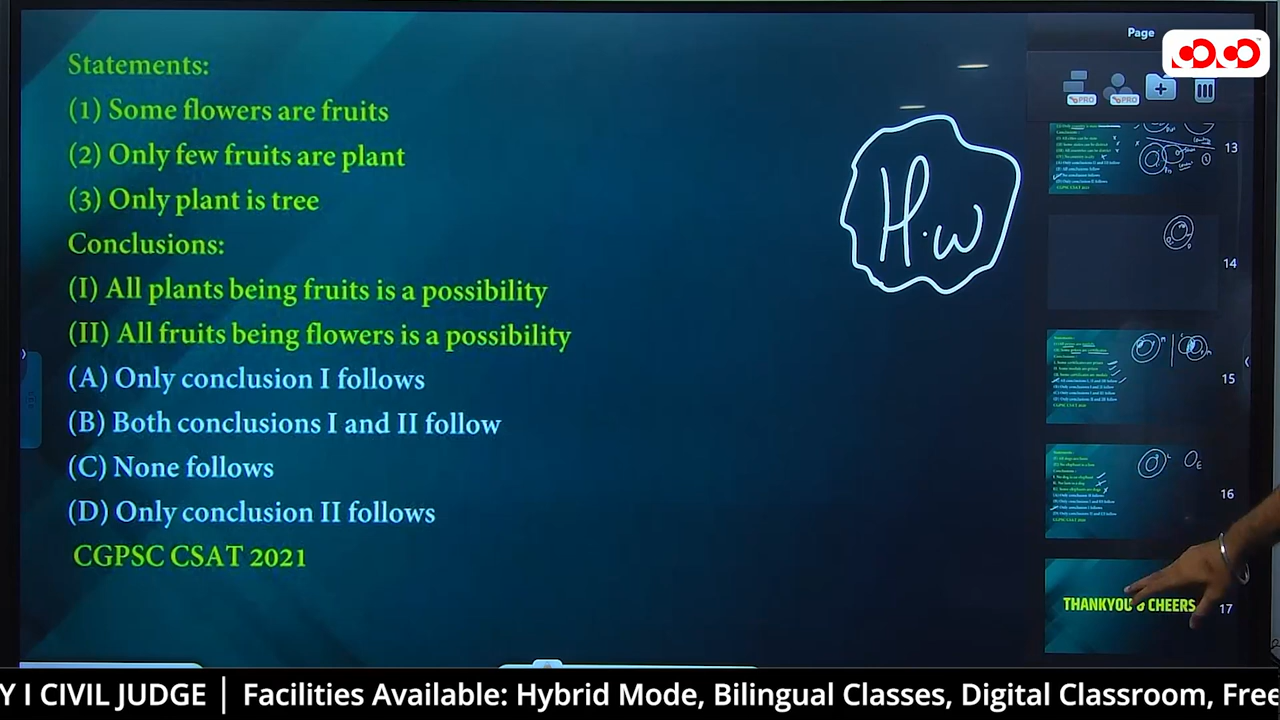 Statements:
(1) Some flowers are fruits
(2) Only few fruits are plant
(3) Only plant is tree
Conclusions:
(I) All plants being fruits is a possibility
(II) All fruits being flowers is a possibility
(A) Only conclusion I follows
(B) Both conclusions I and II follow
(C) None follows
(D) Only conclusion II follows
CGPSC CSAT 2021
H.w
Page
PRO PRO
13
14
15
16
THANKYOU & CHEERS
17
Y I CIVIL JUDGE | Facilities Available: Hybrid Mode, Bilingual Classes, Digital Classroom, Free